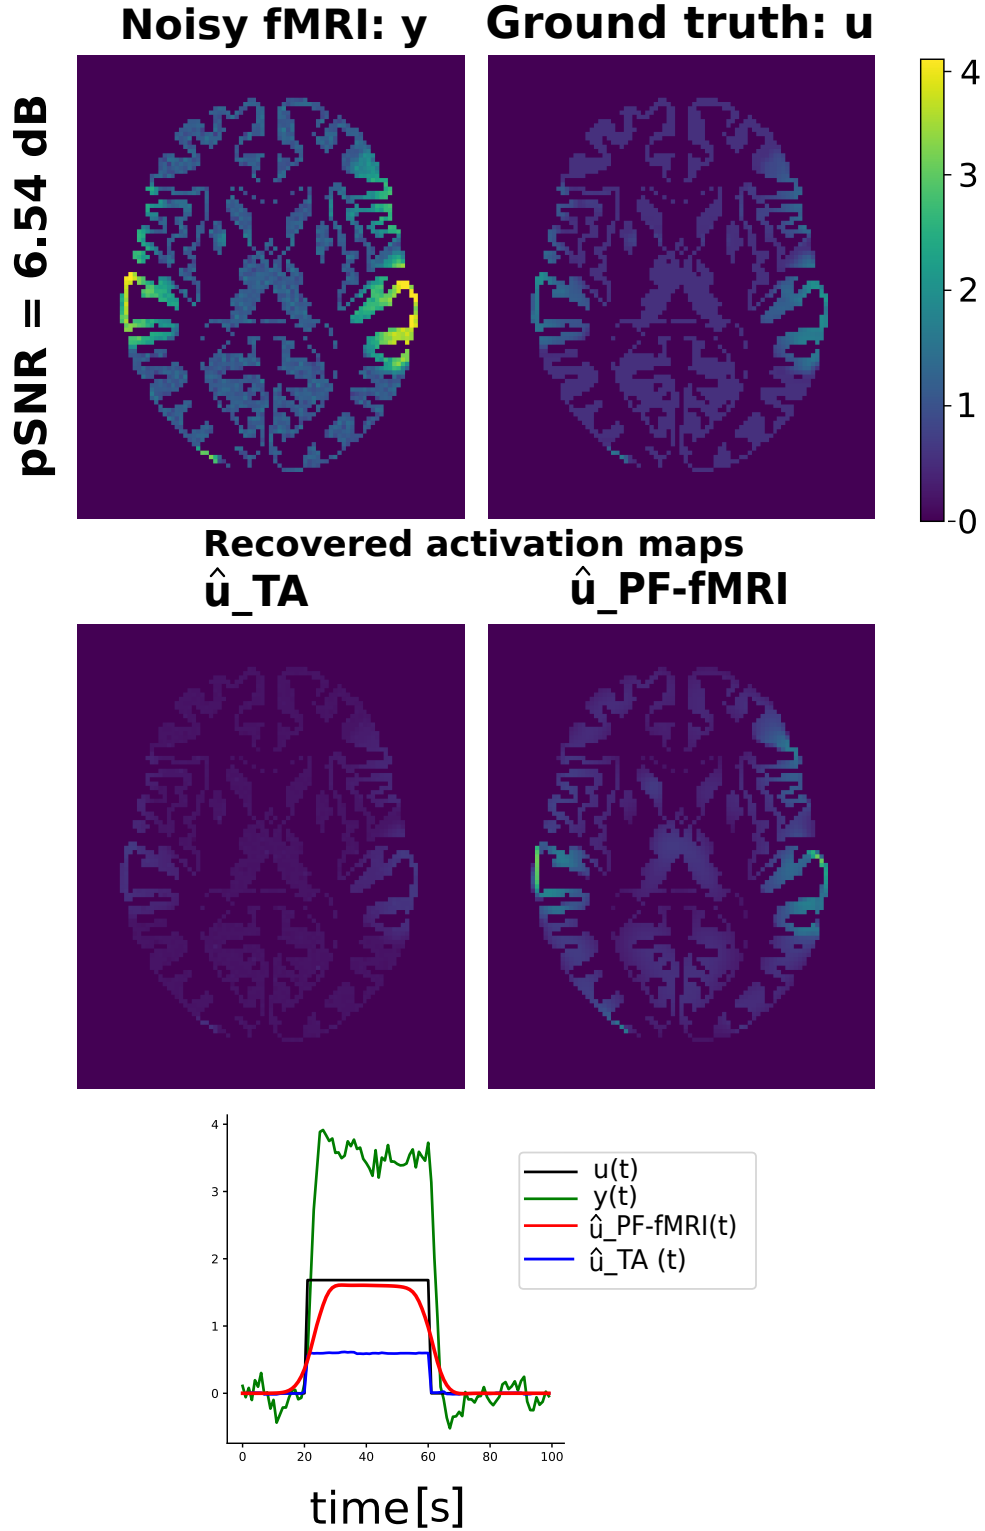 Noisy fMRI: y
Ground truth: u
pSNR = 6.54 dB
4
3
2
1
0
Recovered activation maps
û_TA
û_PF-fMRI
4
3
2
1
0
0 20 40 60 80 100
time[s]
u(t)
y(t)
û_PF-fMRI(t)
û_TA (t)